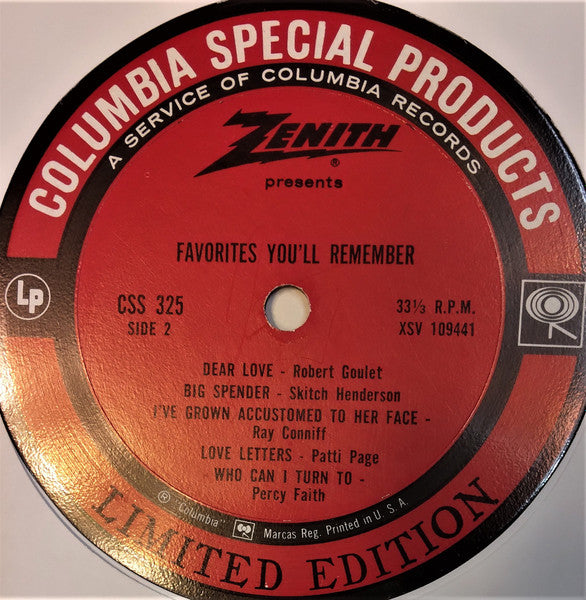 COLUMBIA SPECIAL PRODUCTS
A SERVICE OF COLUMBIA RECORDS
ZENITH ®
presents
FAVORITES YOU'LL REMEMBER
Lp
CSS 325
SIDE 2
33⅓ R.P.M.
XSV 109441
DEAR LOVE - Robert Goulet
BIG SPENDER - Skitch Henderson
I'VE GROWN ACCUSTOMED TO HER FACE -
Ray Conniff
LOVE LETTERS - Patti Page
- WHO CAN I TURN TO -
Percy Faith
® "Columbia" Marcas Reg. Printed in U.S.A.
LIMITED EDITION